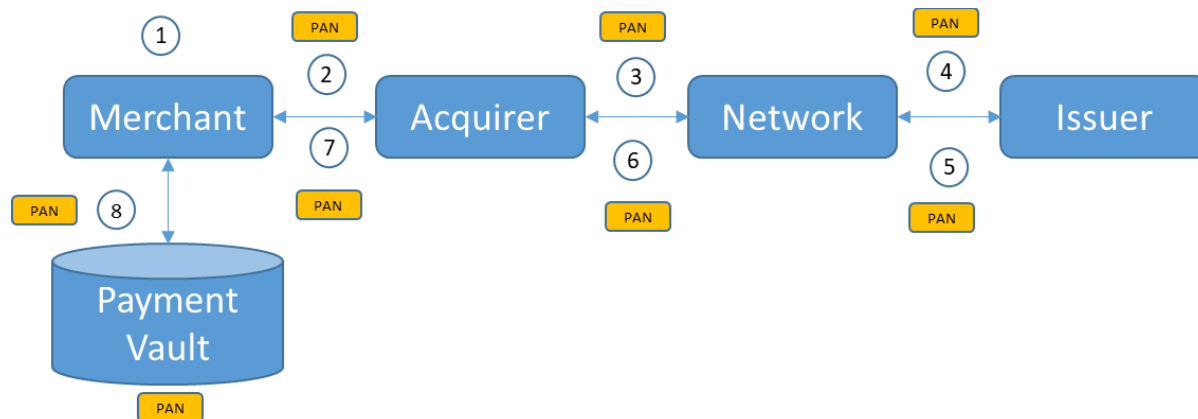 1
PAN
PAN
PAN
2
3
4
Merchant
Acquirer
Network
Issuer
7
6
5
PAN
PAN
PAN
PAN
8
Payment
Vault
PAN